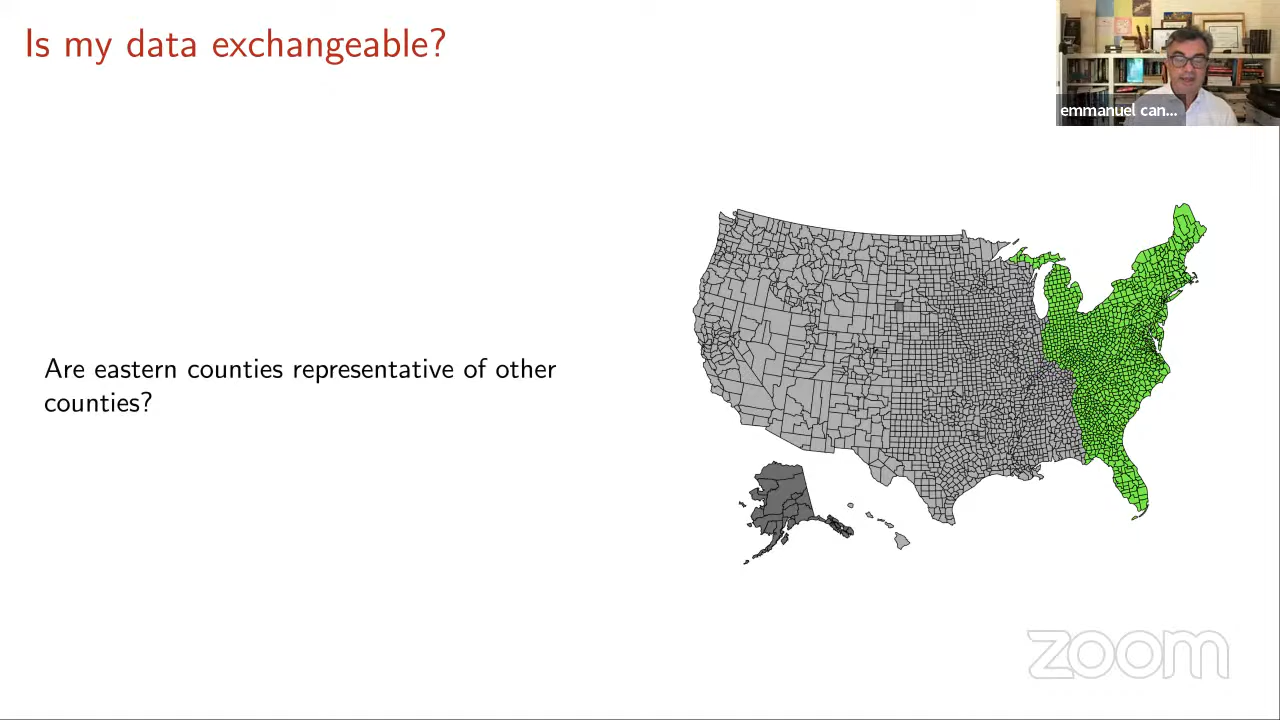 Is my data exchangeable?
emmanuel can...
Are eastern counties representative of other
counties?
zoom